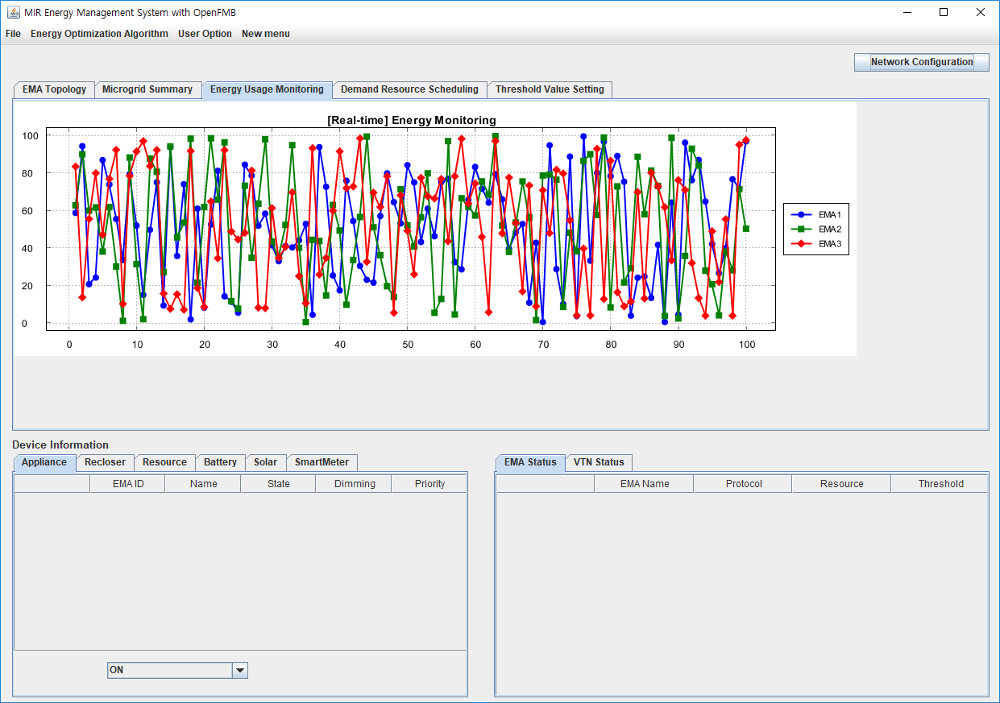 MIR Energy Management System with OpenFMB
File Energy Optimization Algorithm User Option New menu
Network Configuration
EMA Topology Microgrid Summary Energy Usage Monitoring Demand Resource Scheduling Threshold Value Setting
[Real-time] Energy Monitoring
100
80
60
40
20
0
0 10 20 30 40 50 60 70 80 90 100
EMA1
EMA2
EMA3
Device Information
Appliance Recloser Resource Battery Solar SmartMeter
EMA ID Name State Dimming Priority
ON
EMA Status VTN Status
EMA Name Protocol Resource Threshold